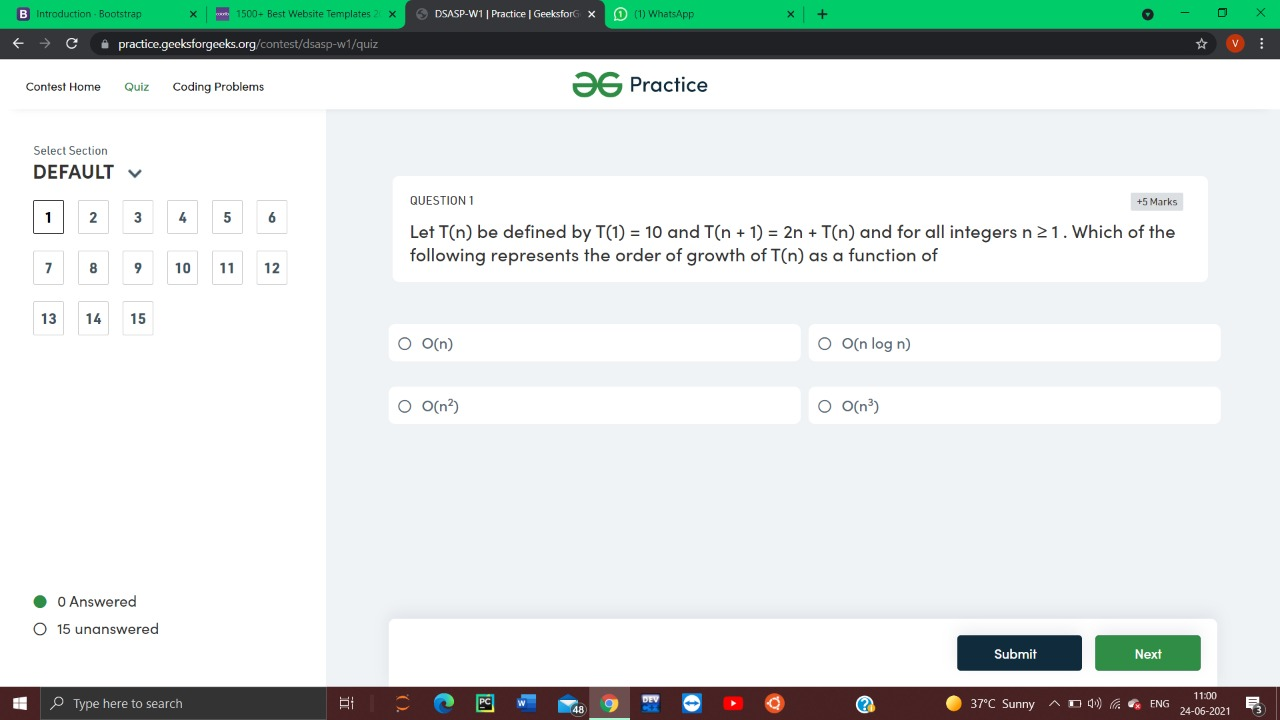 Introduction · Bootstrap
1500+ Best Website Templates 2
DSASP-W1 | Practice | GeeksforG
(1) WhatsApp
practice.geeksforgeeks.org/contest/dsasp-w1/quiz
V
Contest Home
Quiz
Coding Problems
Practice
Select Section
DEFAULT
1 2 3 4 5 6
7 8 9 10 11 12
13 14 15
QUESTION 1
+5 Marks
Let T(n) be defined by T(1) = 10 and T(n + 1) = 2n + T(n) and for all integers n ≥ 1 . Which of the
following represents the order of growth of T(n) as a function of
O(n)
O(n log n)
O(n²)
O(n³)
0 Answered
15 unanswered
Submit
Next
Type here to search
PC
W
48
DEV
37°C Sunny
ENG
11:00
24-06-2021
3